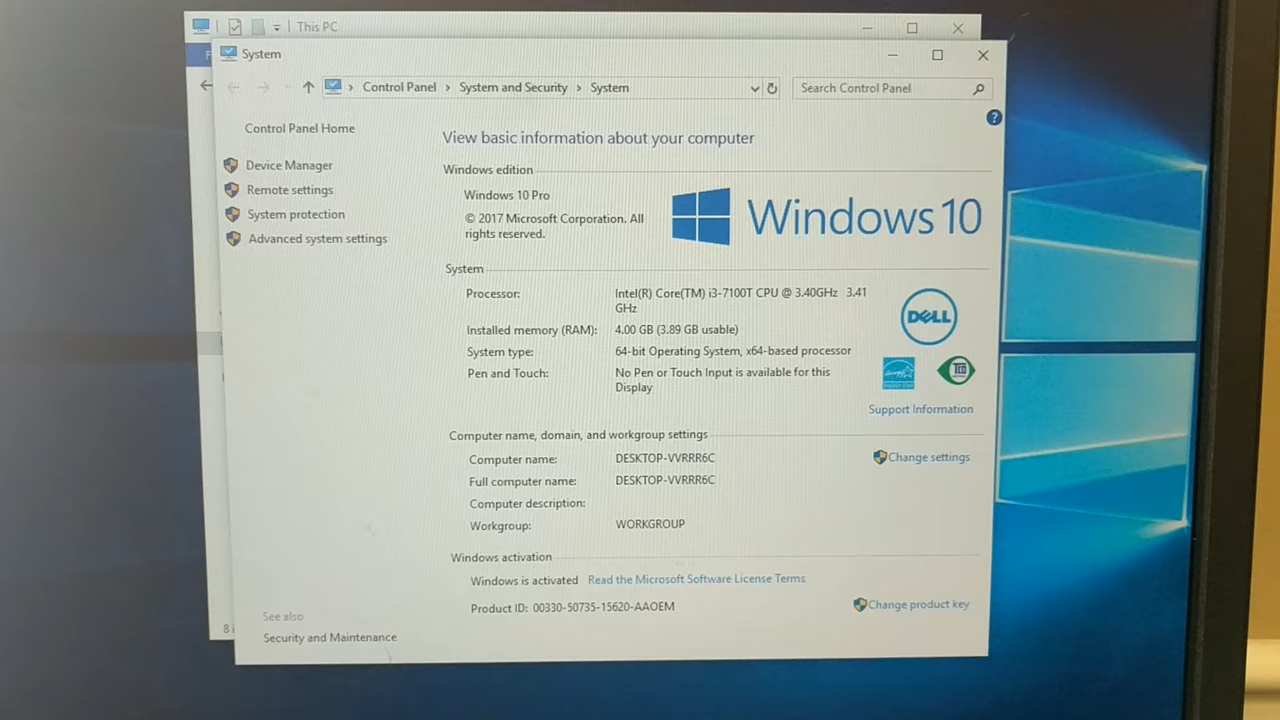 This PC
System
Control Panel > System and Security > System
Search Control Panel
?
Control Panel Home
Device Manager
Remote settings
System protection
Advanced system settings
See also
Security and Maintenance
View basic information about your computer
Windows edition
Windows 10 Pro
© 2017 Microsoft Corporation. All
rights reserved.
Windows 10
System
Processor: Intel(R) Core(TM) i3-7100T CPU @ 3.40GHz 3.41
GHz
Installed memory (RAM): 4.00 GB (3.89 GB usable)
System type: 64-bit Operating System, x64-based processor
Pen and Touch: No Pen or Touch Input is available for this
Display
DELL
TCO
Support Information
Computer name, domain, and workgroup settings
Computer name: DESKTOP-VVRRR6C
Change settings
Full computer name: DESKTOP-VVRRR6C
Computer description:
Workgroup: WORKGROUP
Windows activation
Windows is activated Read the Microsoft Software License Terms
Product ID: 00330-50735-15620-AAOEM
Change product key